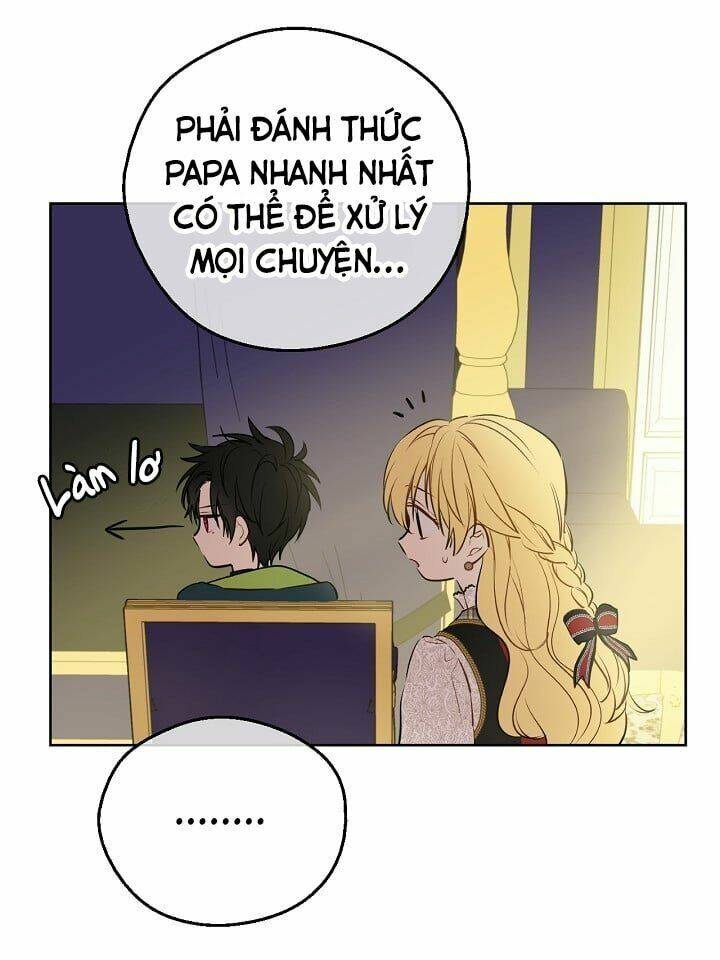 PHẢI ĐÁNH THỨC
PAPA NHANH NHẤT
CÓ THỂ ĐỂ XỬ LÝ
MỌI CHUYỆN...
Làm lơ
........